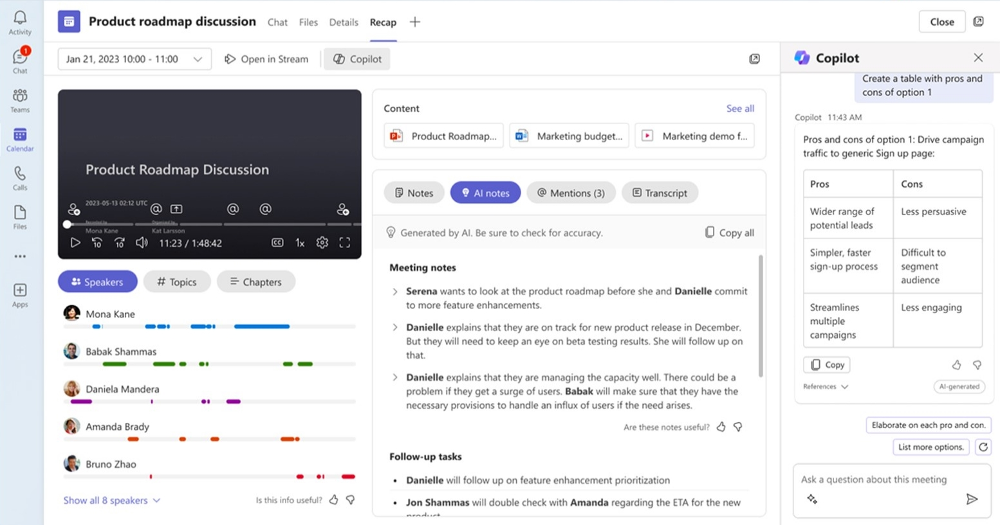 Activity
1
Chat
Teams
Calendar
Calls
Files
Apps
Product roadmap discussion
Chat
Files
Details
Recap
Close
Jan 21, 2023 10:00 - 11:00
Open in Stream
Copilot
Product Roadmap Discussion
2023-05-13 02:12 UTC
Recorded by
Organized by
Mona Kane
Kat Larsson
10
10
11:23 / 1:48:42
CC
1x
Speakers
# Topics
Chapters
Mona Kane
Babak Shammas
Daniela Mandera
Amanda Brady
Bruno Zhao
Show all 8 speakers
Is this info useful?
Content
See all
Product Roadmap...
Marketing budget...
Marketing demo f...
Notes
AI notes
@ Mentions (3)
Transcript
Generated by AI. Be sure to check for accuracy.
Copy all
Meeting notes
Serena wants to look at the product roadmap before she and Danielle commit
to more feature enhancements.
Danielle explains that they are on track for new product release in December.
But they will need to keep an eye on beta testing results. She will follow up on
that.
Danielle explains that they are managing the capacity well. There could be a
problem if they get a surge of users. Babak will make sure that they have the
necessary provisions to handle an influx of users if the need arises.
Are these notes useful?
Follow-up tasks
• Danielle will follow up on feature enhancement prioritization
• Jon Shammas will double check with Amanda regarding the ETA for the new
product.
Copilot
Create a table with pros and
cons of option 1
Copilot 11:43 AM
Pros and cons of option 1: Drive campaign
traffic to generic Sign up page:
Pros
Cons
Wider range of
potential leads
Less persuasive
Simpler, faster
sign-up process
Difficult to
segment
audience
Streamlines
multiple
campaigns
Less engaging
Copy
References
AI-generated
Elaborate on each pro and con.
List more options.
Ask a question about this meeting